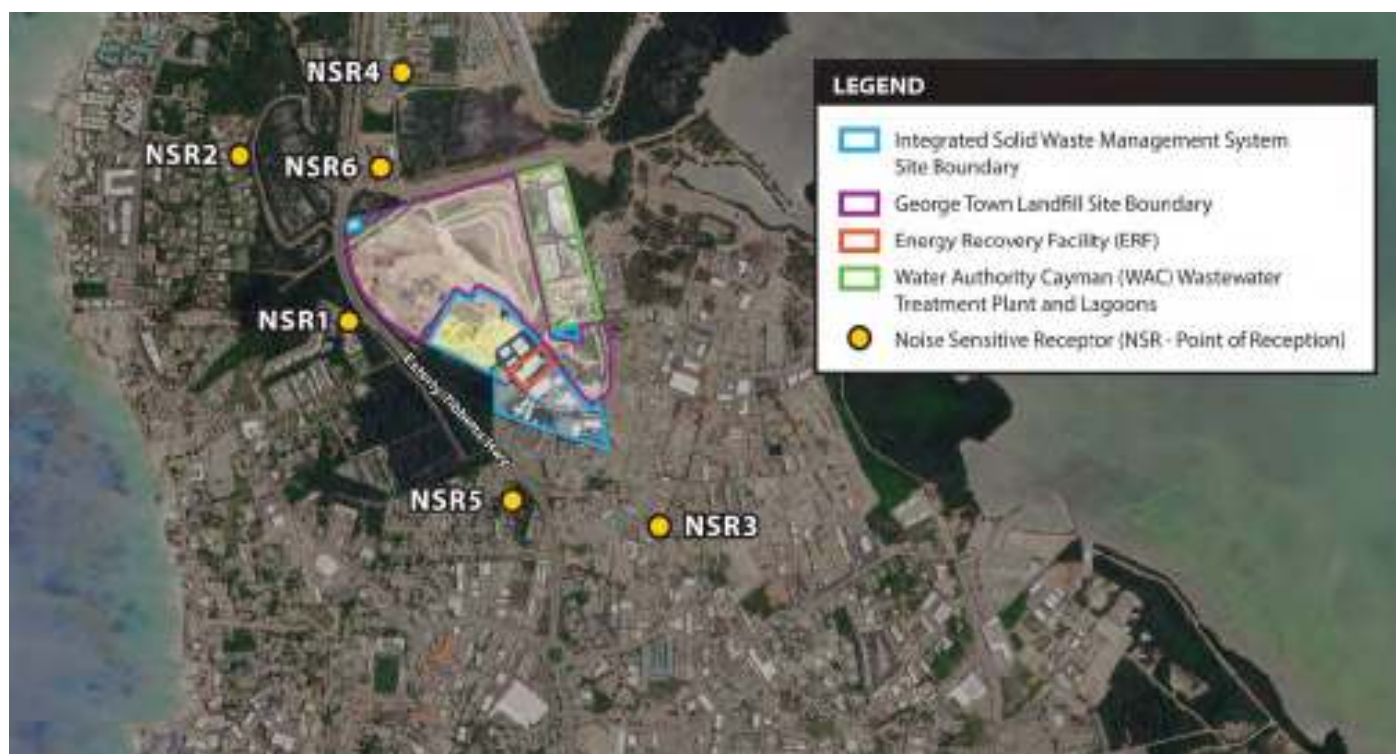 NSR4
NSR2
NSR6
NSR1
NSR5
NSR3
LEGEND
Integrated Solid Waste Management System
Site Boundary
George Town Landfill Site Boundary
Energy Recovery Facility (ERF)
Water Authority Cayman (WAC) Wastewater
Treatment Plant and Lagoons
Noise Sensitive Receptor (NSR - Point of Reception)